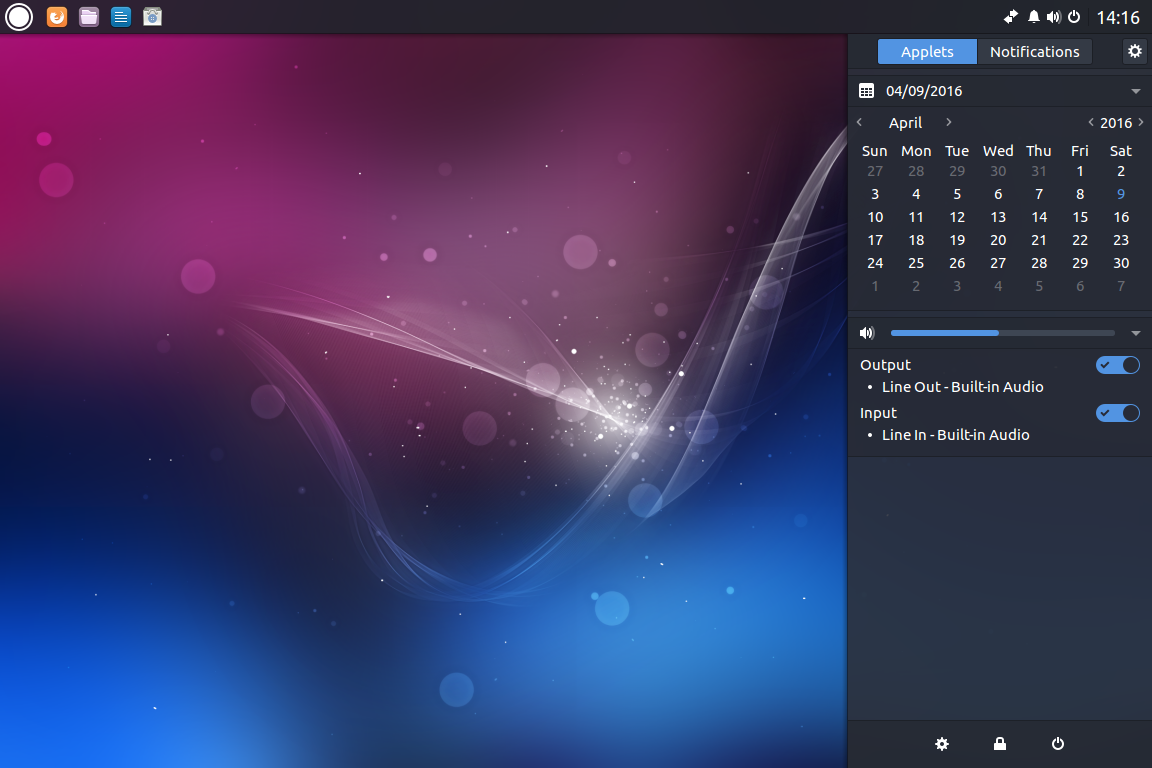 14:16
Applets Notifications
04/09/2016
April 2016
Sun Mon Tue Wed Thu Fri Sat
27 28 29 30 31 1 2
3 4 5 6 7 8 9
10 11 12 13 14 15 16
17 18 19 20 21 22 23
24 25 26 27 28 29 30
1 2 3 4 5 6 7
Output
• Line Out - Built-in Audio
Input
• Line In - Built-in Audio